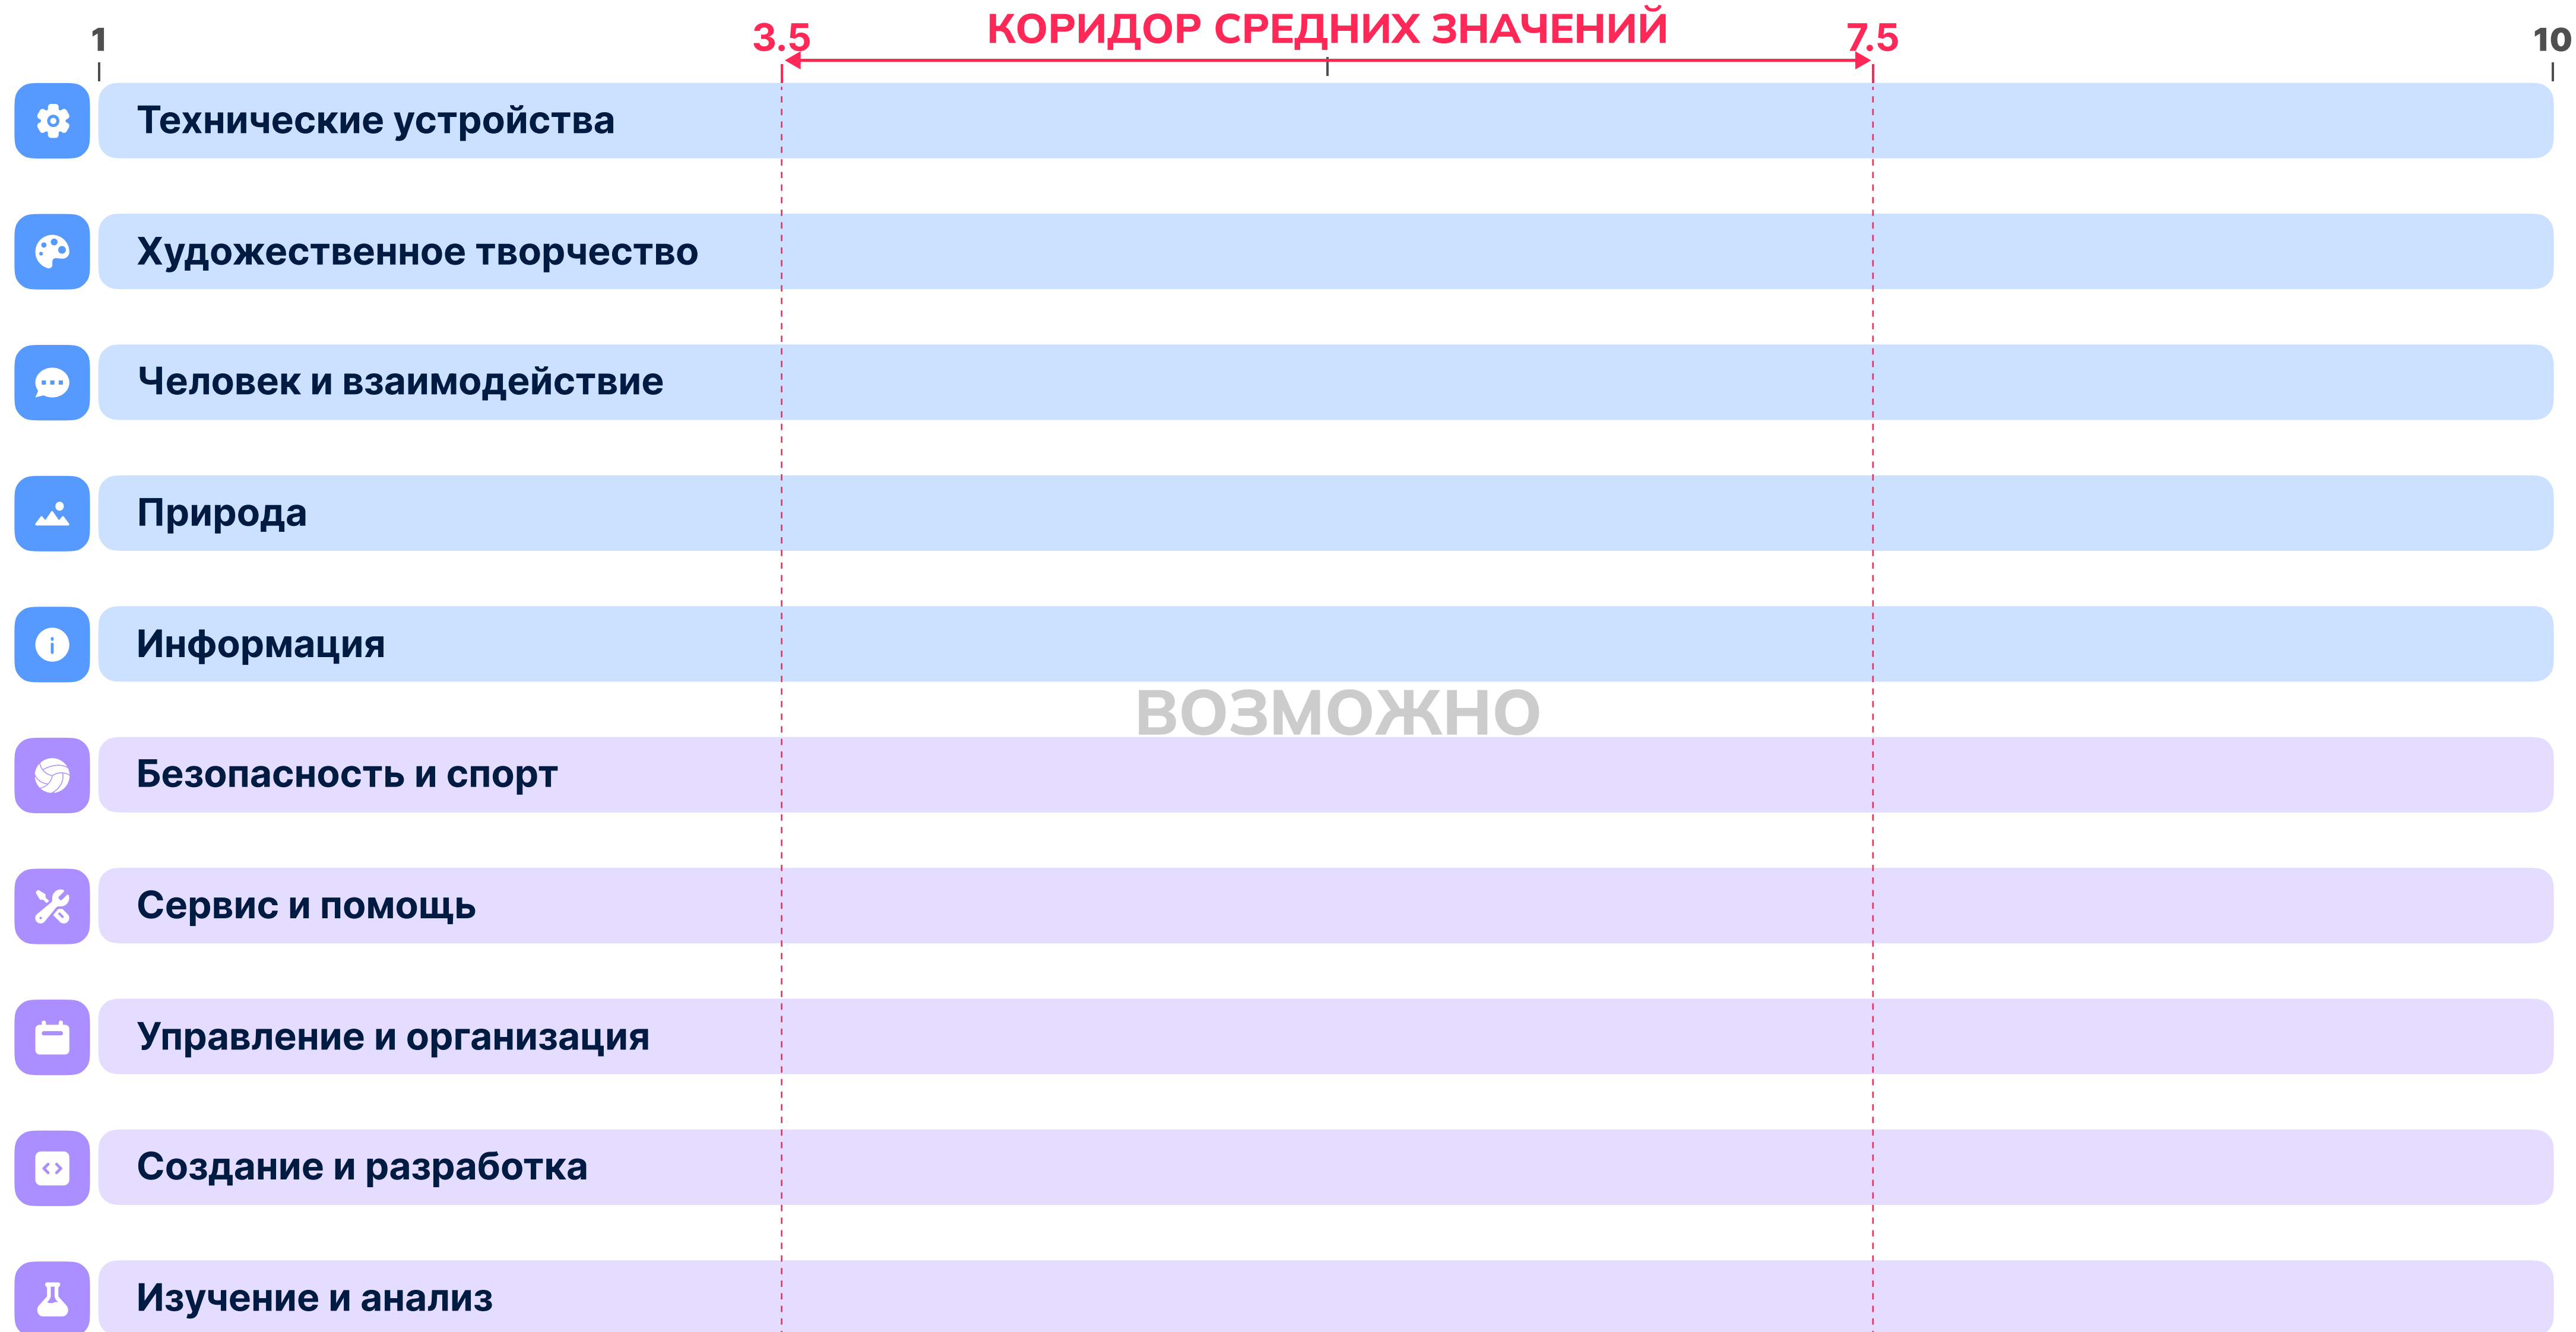 КОРИДОР СРЕДНИХ ЗНАЧЕНИЙ
1 3.5 7.5 10
Технические устройства
Художественное творчество
Человек и взаимодействие
Природа
Информация
ВОЗМОЖНО
Безопасность и спорт
Сервис и помощь
Управление и организация
Создание и разработка
Изучение и анализ